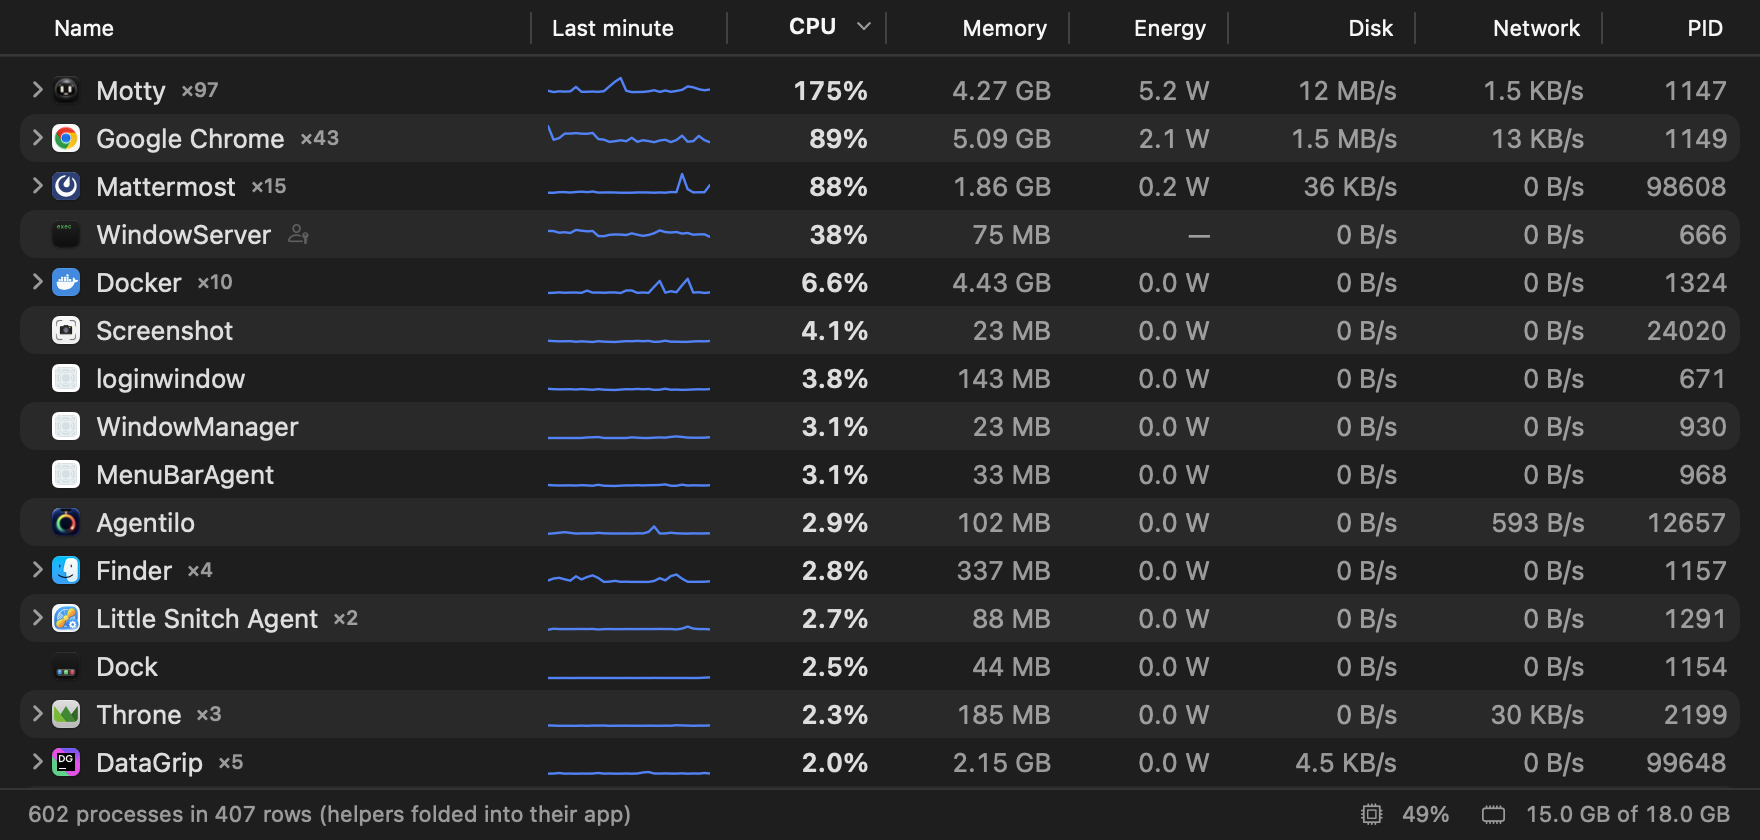 Name Last minute CPU Memory Energy Disk Network PID
Motty ×97 175% 4.27 GB 5.2 W 12 MB/s 1.5 KB/s 1147
Google Chrome ×43 89% 5.09 GB 2.1 W 1.5 MB/s 13 KB/s 1149
Mattermost ×15 88% 1.86 GB 0.2 W 36 KB/s 0 B/s 98608
exec WindowServer 38% 75 MB — 0 B/s 0 B/s 666
Docker ×10 6.6% 4.43 GB 0.0 W 0 B/s 0 B/s 1324
Screenshot 4.1% 23 MB 0.0 W 0 B/s 0 B/s 24020
loginwindow 3.8% 143 MB 0.0 W 0 B/s 0 B/s 671
WindowManager 3.1% 23 MB 0.0 W 0 B/s 0 B/s 930
MenuBarAgent 3.1% 33 MB 0.0 W 0 B/s 0 B/s 968
Agentilo 2.9% 102 MB 0.0 W 0 B/s 593 B/s 12657
Finder ×4 2.8% 337 MB 0.0 W 0 B/s 0 B/s 1157
Little Snitch Agent ×2 2.7% 88 MB 0.0 W 0 B/s 0 B/s 1291
Dock 2.5% 44 MB 0.0 W 0 B/s 0 B/s 1154
Throne ×3 2.3% 185 MB 0.0 W 0 B/s 30 KB/s 2199
DG DataGrip ×5 2.0% 2.15 GB 0.0 W 4.5 KB/s 0 B/s 99648
602 processes in 407 rows (helpers folded into their app) 49% 15.0 GB of 18.0 GB